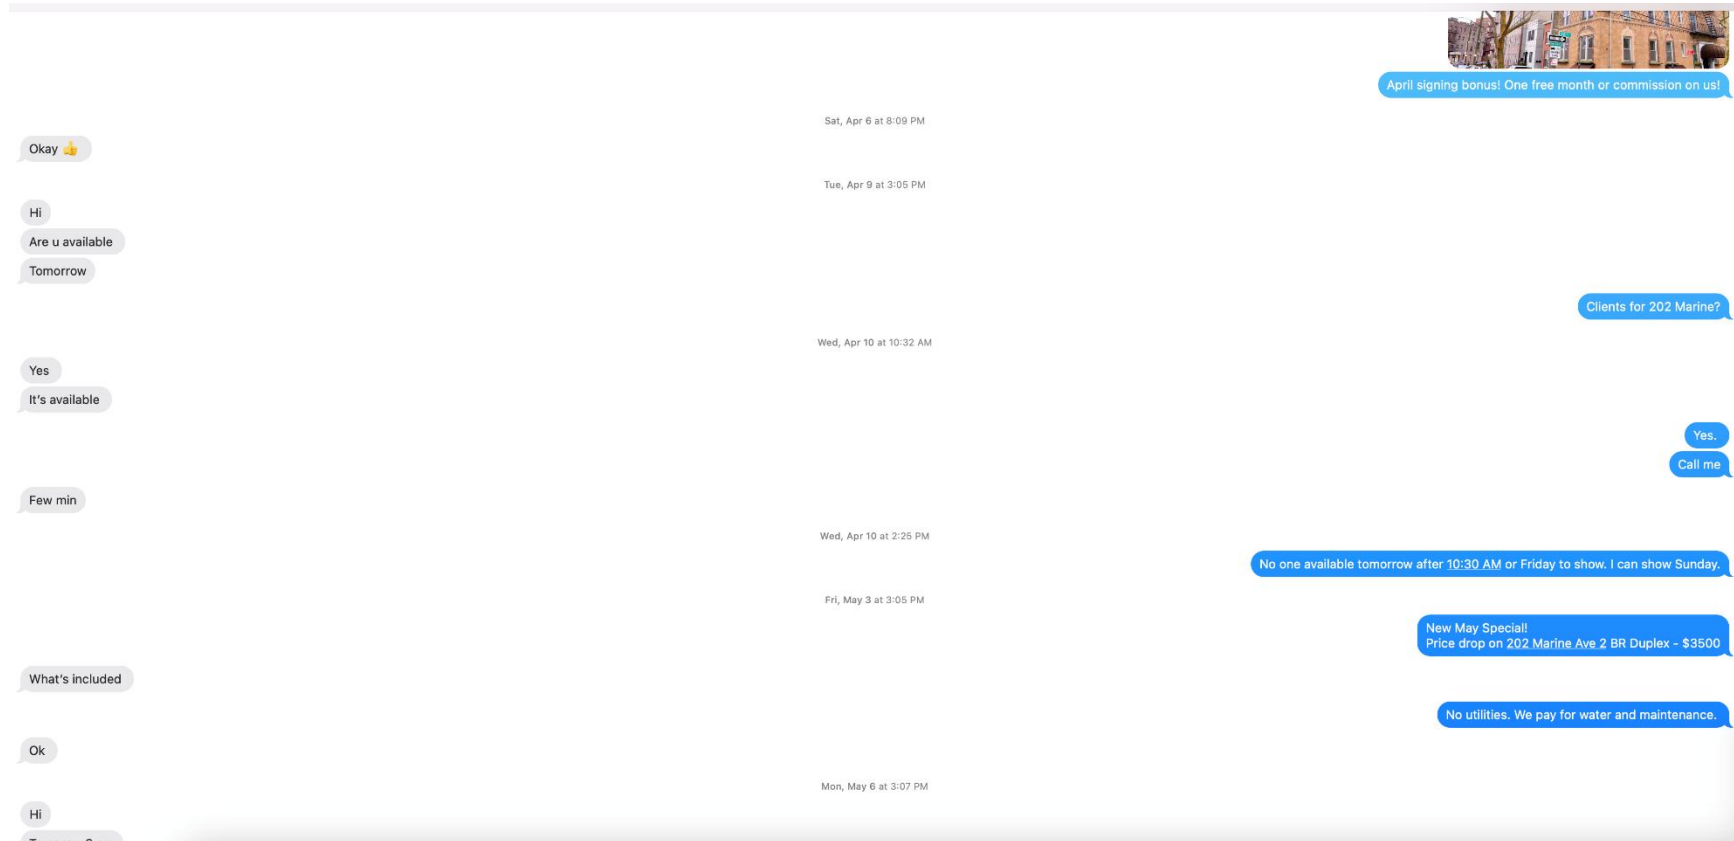 April signing bonus! One free month or commission on us!
Sat, Apr 6 at 8:09 PM
Okay 👍
Tue, Apr 9 at 3:05 PM
Hi
Are u available
Tomorrow
Clients for 202 Marine?
Wed, Apr 10 at 10:32 AM
Yes
It's available
Yes.
Call me
Few min
Wed, Apr 10 at 2:25 PM
No one available tomorrow after 10:30 AM or Friday to show. I can show Sunday.
Fri, May 3 at 3:05 PM
New May Special!
Price drop on 202 Marine Ave 2 BR Duplex - $3500
What's included
No utilities. We pay for water and maintenance.
Ok
Mon, May 6 at 3:07 PM
Hi